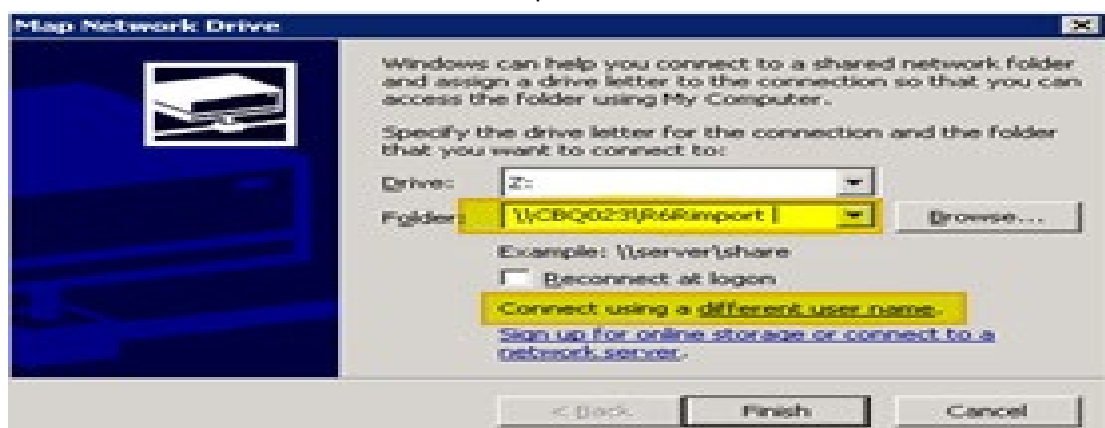 Map Network Drive
Windows can help you connect to a shared network folder
and assign a drive letter to the connection so that you can
access the folder using My Computer.
Specify the drive letter for the connection and the folder
that you want to connect to:
Drive: Z:
Folder: \\CBQ023\R6Rimport Browse...
Example: \\server\share
Reconnect at logon
Connect using a different user name.
Sign up for online storage or connect to a
network server.
< Back Finish Cancel